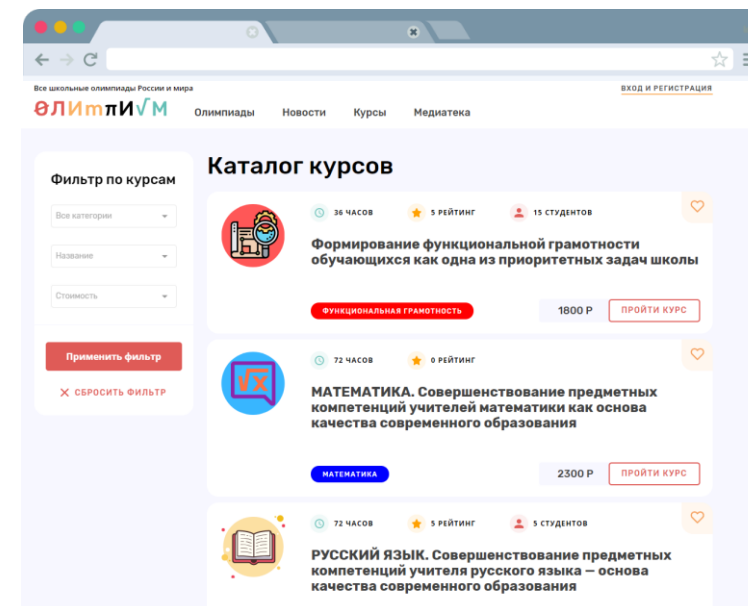 Все школьные олимпиады России и мира
ВХОД И РЕГИСТРАЦИЯ
ОЛИмпИ√М
Олимпиады Новости Курсы Медиатека
Фильтр по курсам
Все категории
Название
Стоимость
Применить фильтр
СБРОСИТЬ ФИЛЬТР
Каталог курсов
36 ЧАСОВ 5 РЕЙТИНГ 15 СТУДЕНТОВ
Формирование функциональной грамотности
обучающихся как одна из приоритетных задач школы
ФУНКЦИОНАЛЬНАЯ ГРАМОТНОСТЬ
1800 Р ПРОЙТИ КУРС
√x
72 ЧАСОВ 0 РЕЙТИНГ
МАТЕМАТИКА. Совершенствование предметных
компетенций учителей математики как основа
качества современного образования
МАТЕМАТИКА
2300 Р ПРОЙТИ КУРС
72 ЧАСОВ 5 РЕЙТИНГ 5 СТУДЕНТОВ
РУССКИЙ ЯЗЫК. Совершенствование предметных
компетенций учителя русского языка — основа
качества современного образования